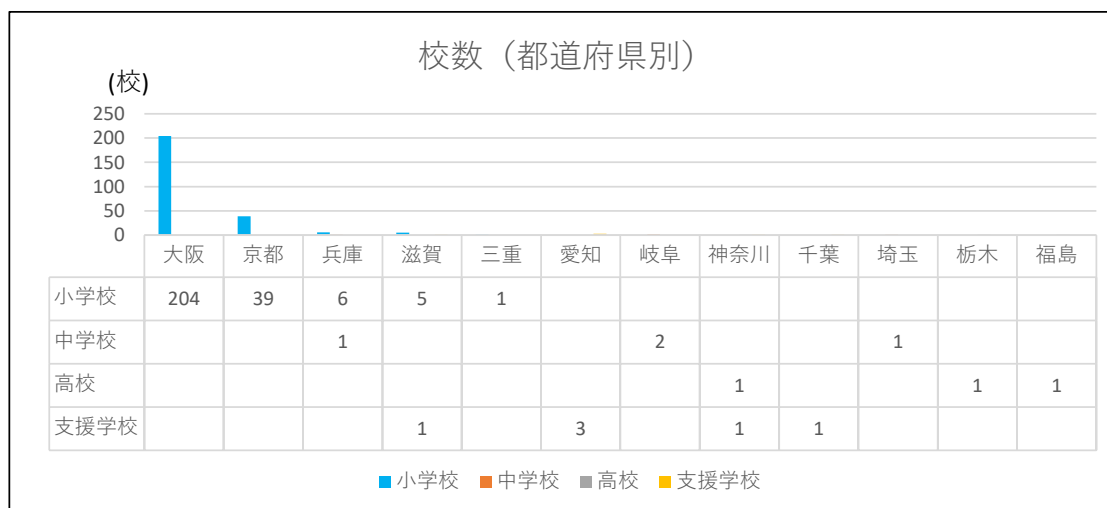 校数（都道府県別）
(校)
250
200
150
100
50
0
大阪 京都 兵庫 滋賀 三重 愛知 岐阜 神奈川 千葉 埼玉 栃木 福島
小学校 204 39 6 5 1
中学校 1 2 1
高校 1 1 1
支援学校 1 3 1 1
小学校 中学校 高校 支援学校